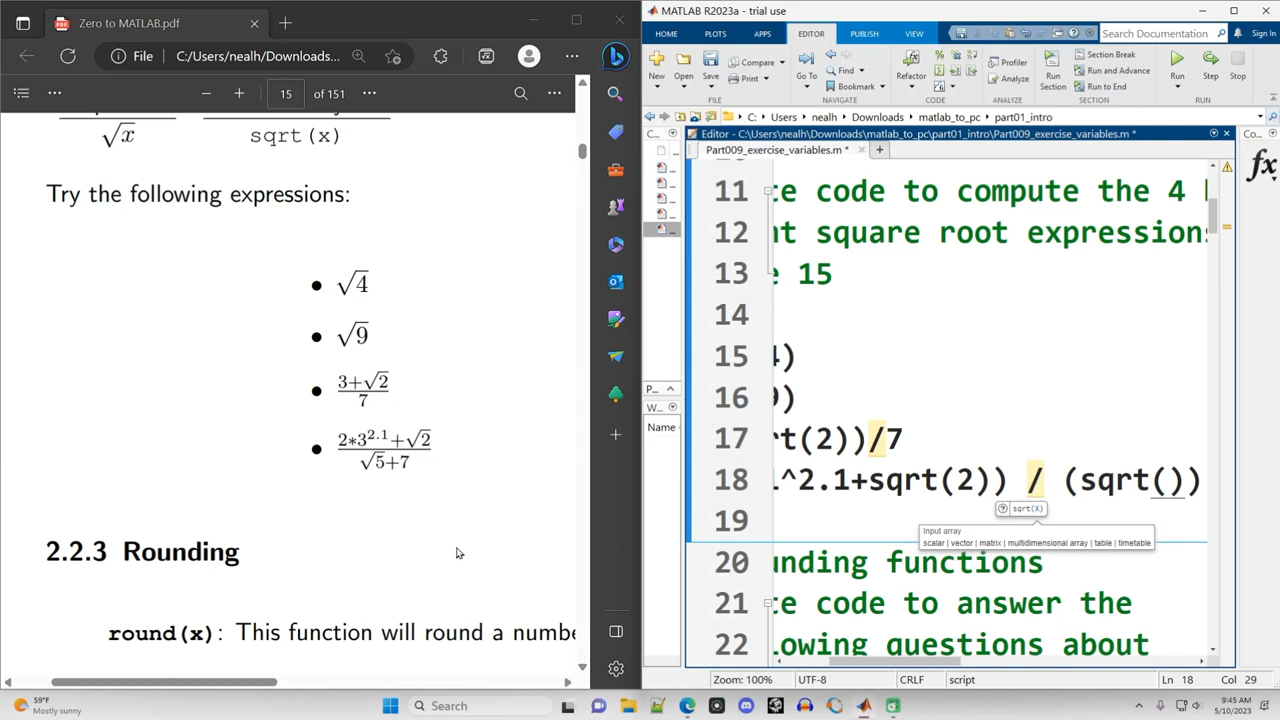 Zero to MATLAB.pdf
File C:/Users/nealh/Downloads...
15 of 151
√x sqrt(x)
Try the following expressions:
• √4
• √9
• 3+√2
7
• 2*3^2.1+√2
√5+7
2.2.3 Rounding
round(x): This function will round a numbe
MATLAB R2023a - trial use
HOME PLOTS APPS EDITOR PUBLISH VIEW Search Documentation Sign In
New Open Save Compare Print Go To Find Bookmark Refactor Profiler Analyze Run Section Section Break Run and Advance Run to End Run Step Stop
FILE CODE SECTION RUN
C: Users nealh Downloads matlab_to_pc part01_intro
C... Editor - C:\Users\nealh\Downloads\matlab_to_pc\part01_intro\Part009_exercise_variables.m * Co...
Part009_exercise_variables.m *
fx
11 te code to compute the 4
12 nt square root expressions
13 e 15
14
15 4)
16 9)
17 rt(2))/7
18 ^2.1+sqrt(2)) / (sqrt())
sqrt(X)
19
Input array
scalar | vector | matrix | multidimensional array | table | timetable
20 unding functions
21 te code to answer the
22 lowing questions about
P...
W...
Name
Zoom: 100% UTF-8 CRLF script Ln 18 Col 29
59°F
Mostly sunny
Search
9:45 AM
5/10/2023